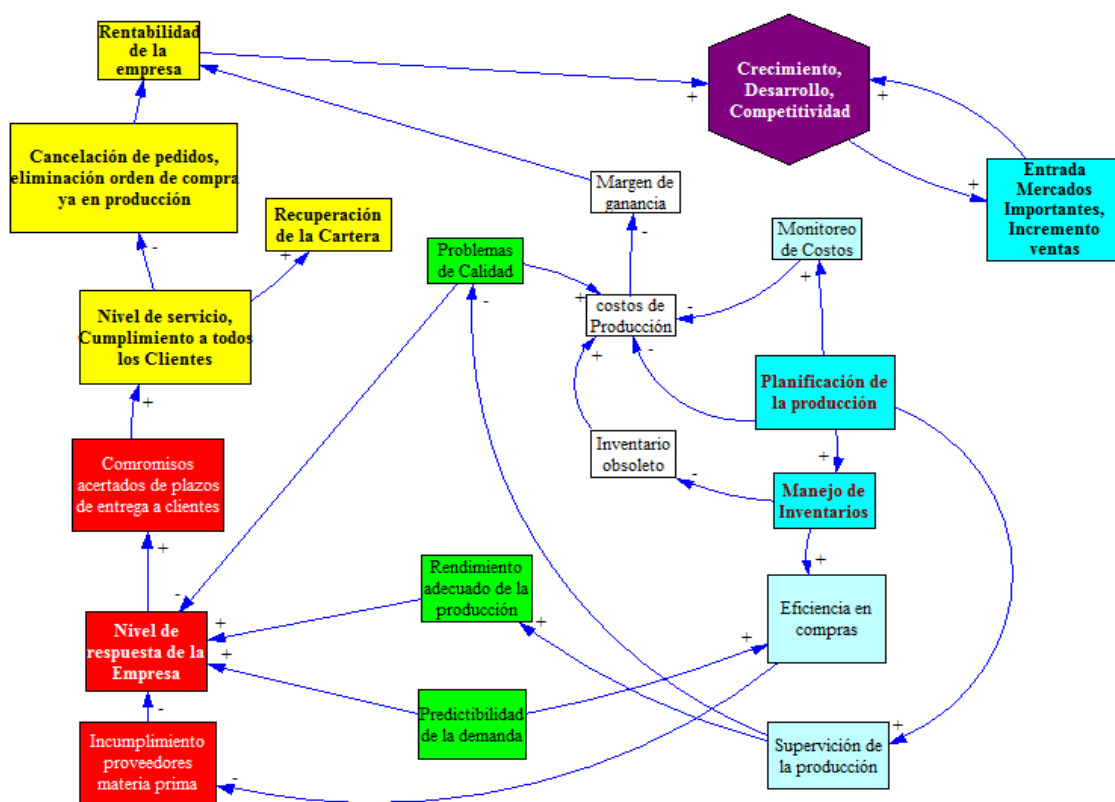 Rentabilidad
de la
empresa
-
+
Crecimiento,
Desarrollo,
Competitividad
+
+
Entrada
Mercados
Importantes,
Incremento
ventas
Cancelación de pedidos,
eliminación orden de compra
ya en producción
-
Recuperación
de la Cartera
+
Margen de
ganancia
-
Monitoreo
de Costos
+
Problemas
de Calidad
-
+
costos de
Producción
-
-
+
Nivel de servicio,
Cumplimiento a todos
los Clientes
+
Planificación de
la producción
+
Inventario
obsoleto
-
Manejo de
Inventarios
+
Comromisos
acertados de plazos
de entrega a clientes
+
Rendimiento
adecuado de la
producción
+
Eficiencia en
compras
+
Nivel de
respuesta de la
Empresa
-
+
+
-
Predictibilidad
de la demanda
Incumplimiento
proveedores
materia prima
-
Supervición de
la producción
+